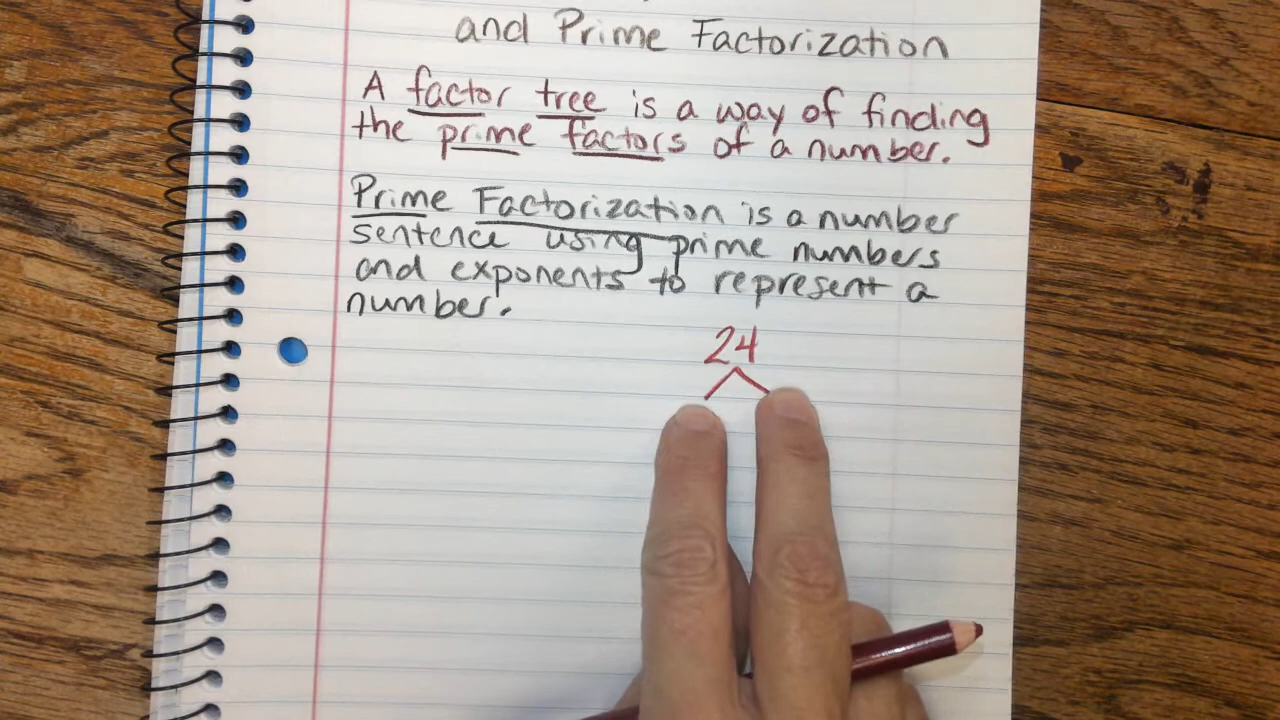 and Prime Factorization
A factor tree is a way of finding
the prime factors of a number.
Prime Factorization is a number
sentence using prime numbers
and exponents to represent a
number.
24